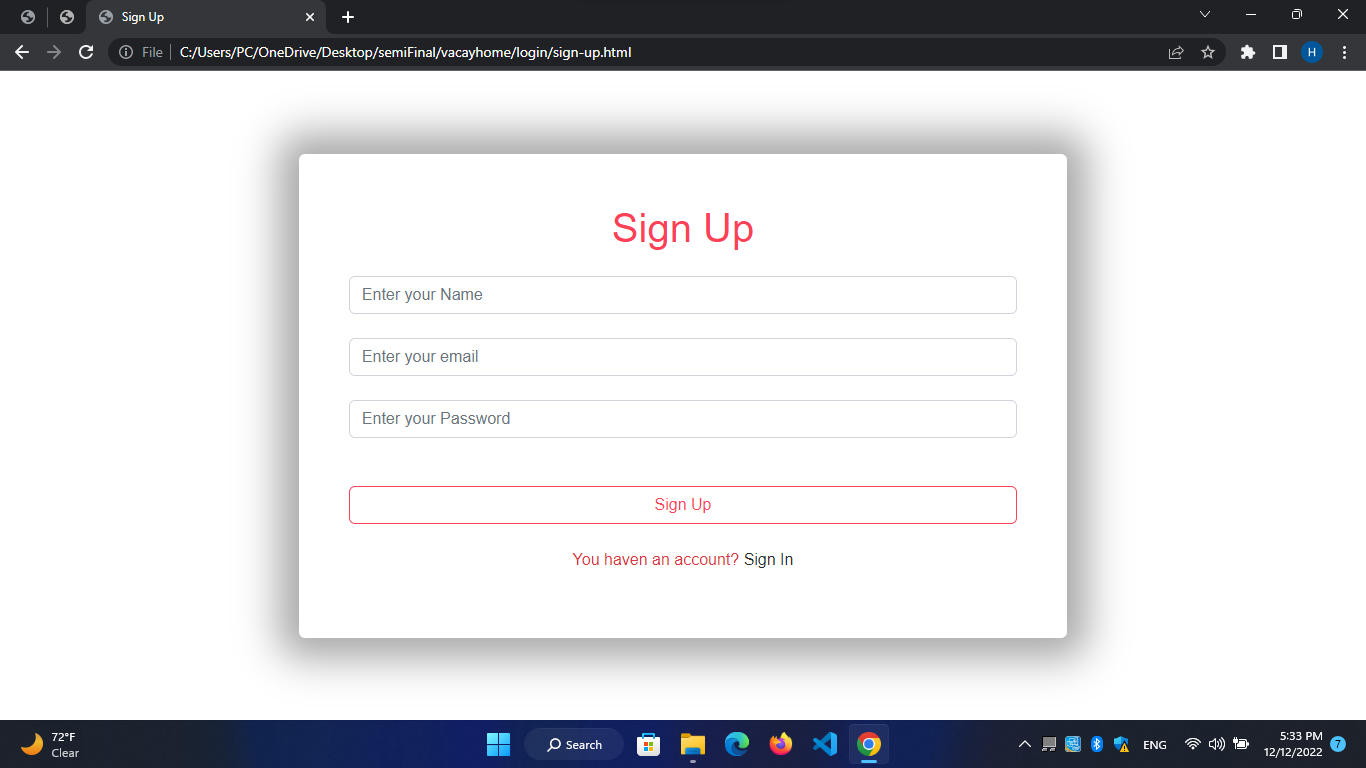 Sign Up
File
C:/Users/PC/OneDrive/Desktop/semiFinal/vacayhome/login/sign-up.html
H
Sign Up
Enter your Name
Enter your email
Enter your Password
Sign Up
You haven an account? Sign In
72°F
Clear
Search
ENG
5:33 PM
12/12/2022
7